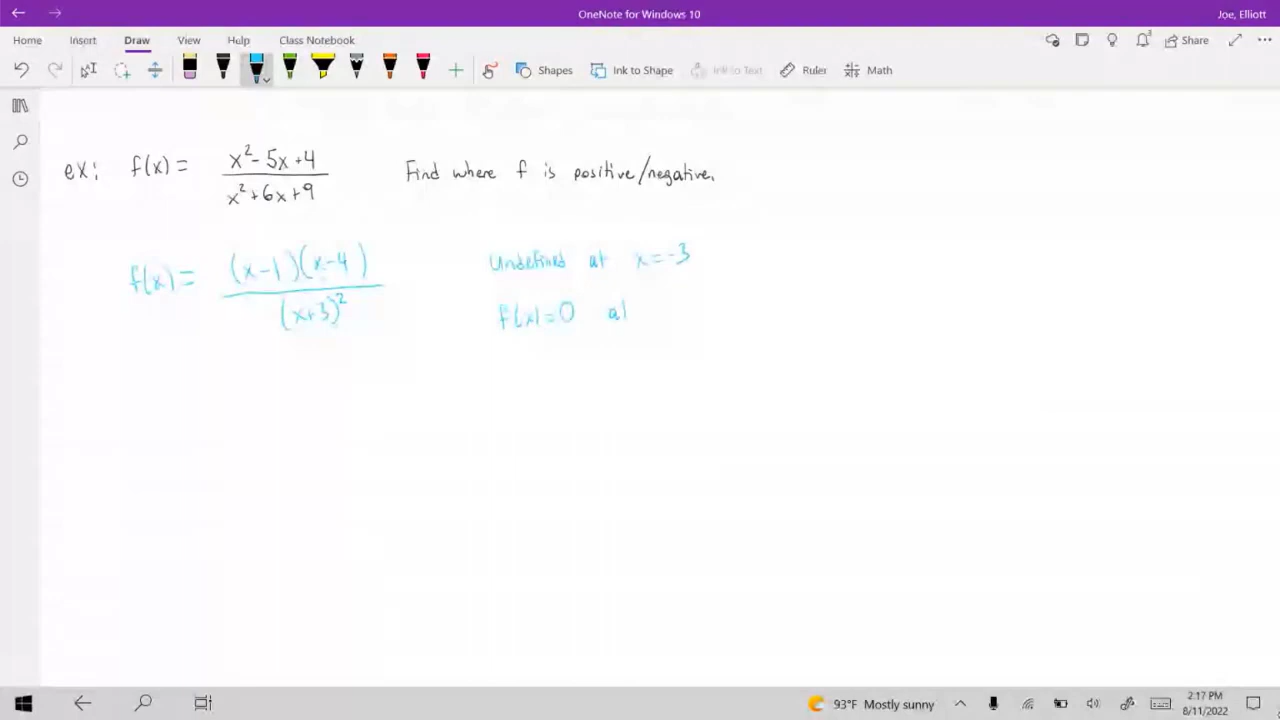 OneNote for Windows 10
Joe, Elliott
Home Insert Draw View Help Class Notebook Share
Shapes Ink to Shape Ink to Text Ruler Math
ex: f(x) = x²-5x+4 / x²+6x+9 Find where f is positive/negative.
f(x) = (x-1)(x-4) / (x+3)² Undefined at x=-3
f(x)=0 at
93°F Mostly sunny 2:17 PM
8/11/2022